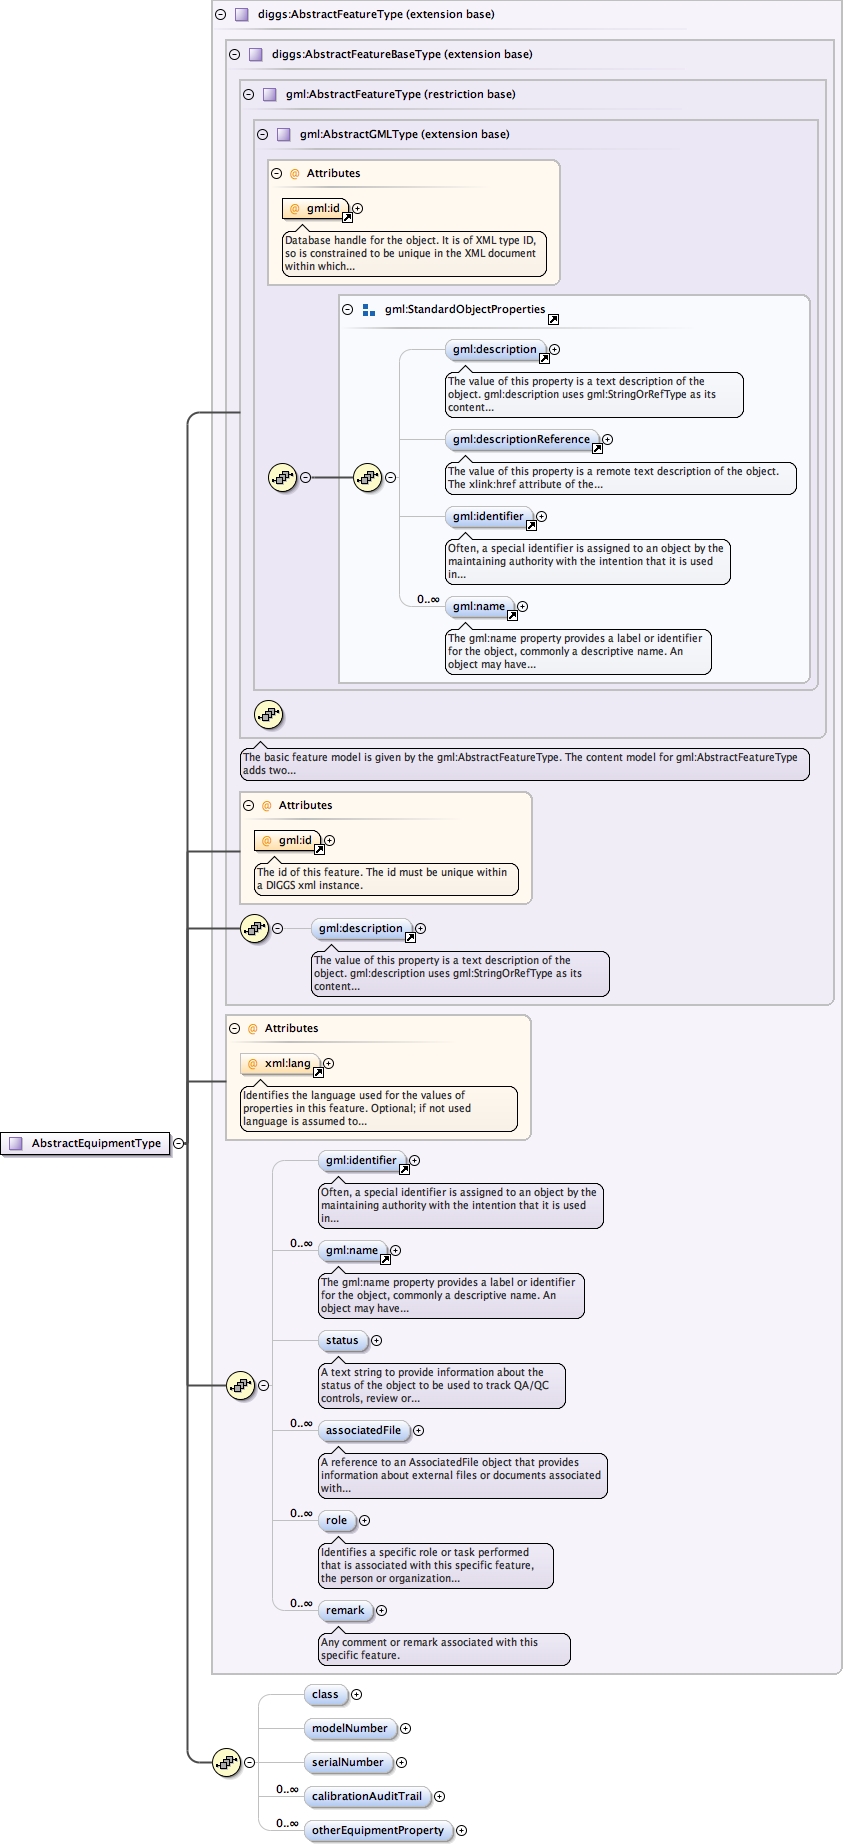 diggs:AbstractFeatureType (extension base)
diggs:AbstractFeatureBaseType (extension base)
gml:AbstractFeatureType (restriction base)
gml:AbstractGMLType (extension base)
@ Attributes
@ gml:id
Database handle for the object. It is of XML type ID,
so is constrained to be unique in the XML document
within which...
gml:StandardObjectProperties
gml:description
The value of this property is a text description of the
object. gml:description uses gml:StringOrRefType as its
content...
gml:descriptionReference
The value of this property is a remote text description of the object.
The xlink:href attribute of the...
gml:identifier
Often, a special identifier is assigned to an object by the
maintaining authority with the intention that it is used
in...
0..∞
gml:name
The gml:name property provides a label or identifier
for the object, commonly a descriptive name. An
object may have...
The basic feature model is given by the gml:AbstractFeatureType. The content model for gml:AbstractFeatureType
adds two...
@ Attributes
@ gml:id
The id of this feature. The id must be unique within
a DIGGS xml instance.
gml:description
The value of this property is a text description of the
object. gml:description uses gml:StringOrRefType as its
content...
@ Attributes
@ xml:lang
Identifies the language used for the values of
properties in this feature. Optional; if not used
language is assumed to...
AbstractEquipmentType
gml:identifier
Often, a special identifier is assigned to an object by the
maintaining authority with the intention that it is used
in...
0..∞
gml:name
The gml:name property provides a label or identifier
for the object, commonly a descriptive name. An
object may have...
status
A text string to provide information about the
status of the object to be used to track QA/QC
controls, review or...
0..∞
associatedFile
A reference to an AssociatedFile object that provides
information about external files or documents associated
with...
0..∞
role
Identifies a specific role or task performed
that is associated with this specific feature,
the person or organization...
0..∞
remark
Any comment or remark associated with this
specific feature.
class
modelNumber
serialNumber
0..∞
calibrationAuditTrail
0..∞
otherEquipmentProperty